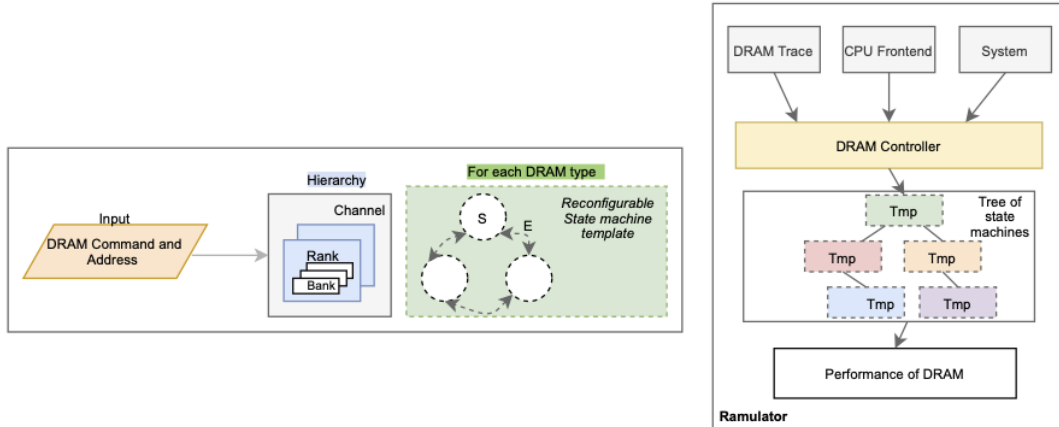 Input
DRAM Command and
Address
Hierarchy
Channel
Rank
Bank
For each DRAM type
Reconfigurable
State machine
template
S
E
DRAM Trace
CPU Frontend
System
DRAM Controller
Tree of
state
machines
Tmp
Tmp
Tmp
Tmp
Tmp
Performance of DRAM
Ramulator